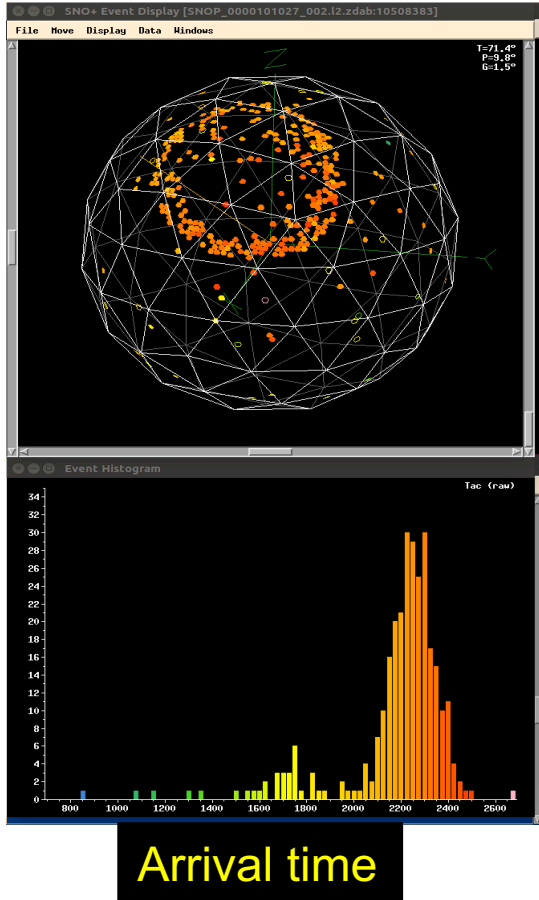 SNO+ Event Display [SNOP_0000101027_002.l2.zdab:10508383]
File Move Display Data Windows
T=71.4°
P=9.8°
G=1.5°
Z
Y
X
Event Histogram
Tac (raw)
34
32
30
28
26
24
22
20
18
16
14
12
10
8
6
4
2
0
800 1000 1200 1400 1600 1800 2000 2200 2400 2600
Arrival time